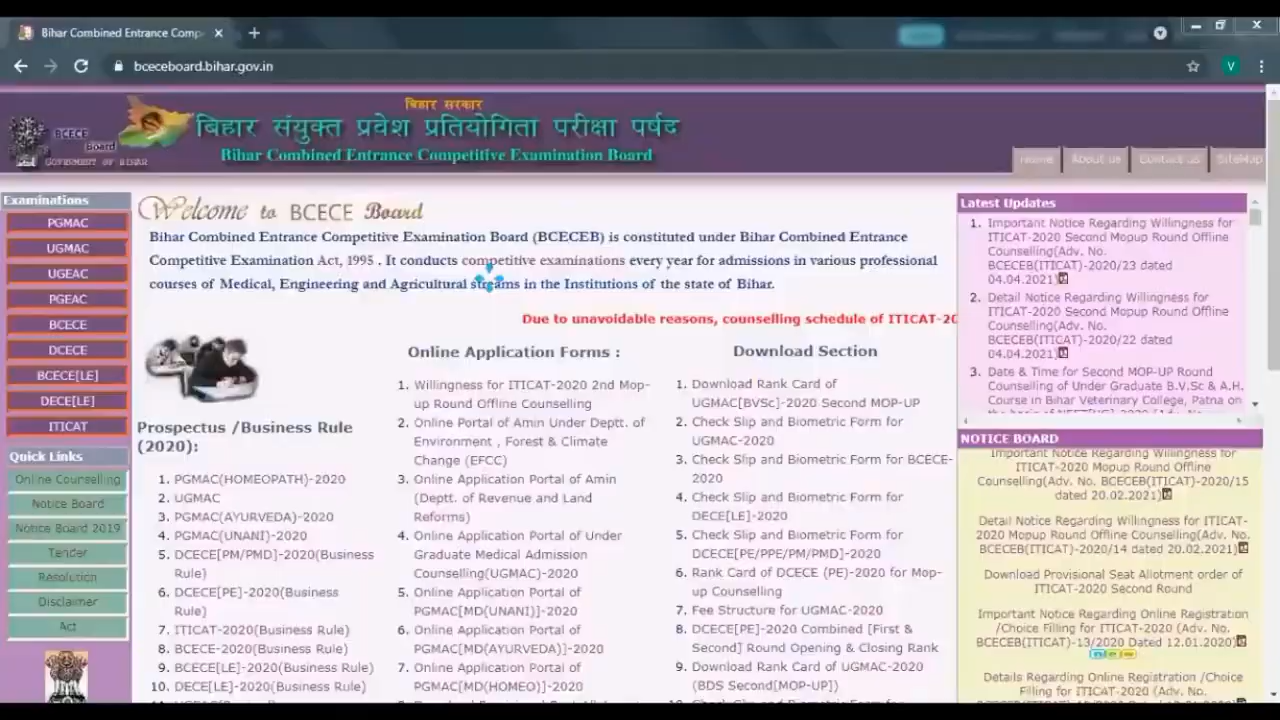 Bihar Combined Entrance Comp
bceceboard.bihar.gov.in
V
बिहार सरकार
बिहार संयुक्त प्रवेश प्रतियोगिता परीक्षा पर्षद
Bihar Combined Entrance Competitive Examination Board
BCECE
Board
GOVERNMENT OF BIHAR
Home
About us
Contact us
SiteMap
Examinations
PGMAC
UGMAC
UGEAC
PGEAC
BCECE
DCECE
BCECE[LE]
DECE[LE]
ITICAT
Quick Links
Online Counselling
Notice Board
Notice Board 2019
Tender
Resolution
Disclaimer
Act
Welcome to BCECE Board
Bihar Combined Entrance Competitive Examination Board (BCECEB) is constituted under Bihar Combined Entrance
Competitive Examination Act, 1995 . It conducts competitive examinations every year for admissions in various professional
courses of Medical, Engineering and Agricultural streams in the Institutions of the state of Bihar.
Due to unavoidable reasons, counselling schedule of ITICAT-20
Prospectus /Business Rule
(2020):
1. PGMAC(HOMEOPATH)-2020
2. UGMAC
3. PGMAC(AYURVEDA)-2020
4. PGMAC(UNANI)-2020
5. DCECE[PM/PMD](Business
Rule)
6. DCECE[PE]-2020(Business
Rule)
7. ITICAT-2020(Business Rule)
8. BCECE-2020(Business Rule)
9. BCECE[LE]-2020(Business Rule)
10. DECE[LE]-2020(Business Rule)
Online Application Forms :
1. Willingness for ITICAT-2020 2nd Mop-
up Round Offline Counselling
2. Online Portal of Amin Under Deptt. of
Environment , Forest & Climate
Change (EFCC)
3. Online Application Portal of Amin
(Deptt. of Revenue and Land
Reforms)
4. Online Application Portal of Under
Graduate Medical Admission
Counselling(UGMAC)-2020
5. Online Application Portal of
PGMAC[MD(UNANI)]-2020
6. Online Application Portal of
PGMAC[MD(AYURVEDA)]-2020
7. Online Application Portal of
PGMAC[MD(HOMEO)]-2020
Download Section
1. Download Rank Card of
UGMAC[BVSc]-2020 Second MOP-UP
2. Check Slip and Biometric Form for
UGMAC-2020
3. Check Slip and Biometric Form for BCECE-
2020
4. Check Slip and Biometric Form for
DECE[LE]-2020
5. Check Slip and Biometric Form for
DCECE[PE/PPE/PM/PMD]-2020
6. Rank Card of DCECE (PE)-2020 for Mop-
up Counselling
7. Fee Structure for UGMAC-2020
8. DCECE[PE]-2020 Combined [First &
Second] Round Opening & Closing Rank
9. Download Rank Card of UGMAC-2020
(BDS Second[MOP-UP])
Latest Updates
1. Important Notice Regarding Willingness for
ITICAT-2020 Second Mopup Round Offline
Counselling(Adv. No.
BCECEB(ITICAT)-2020/23 dated
04.04.2021)
2. Detail Notice Regarding Willingness for
ITICAT-2020 Second Mopup Round Offline
Counselling(Adv. No.
BCECEB(ITICAT)-2020/22 dated
04.04.2021)
3. Date & Time for Second MOP-UP Round
Counselling of Under Graduate B.V.Sc & A.H.
Course in Bihar Veterinary College, Patna on
NOTICE BOARD
Important Notice Regarding Willingness for
ITICAT-2020 Mopup Round Offline
Counselling(Adv. No. BCECEB(ITICAT)-2020/15
dated 20.02.2021)
Detail Notice Regarding Willingness for ITICAT-
2020 Mopup Round Offline Counselling(Adv. No.
BCECEB(ITICAT)-2020/14 dated 20.02.2021)
Download Provisional Seat Allotment order of
ITICAT-2020 Second Round
Important Notice Regarding Online Registration
/Choice Filling for ITICAT-2020 (Adv. No.
BCECEB(ITICAT)-13/2020 Dated 12.01.2020)
Details Regarding Online Registration /Choice
Filling for ITICAT-2020 (Adv. No.